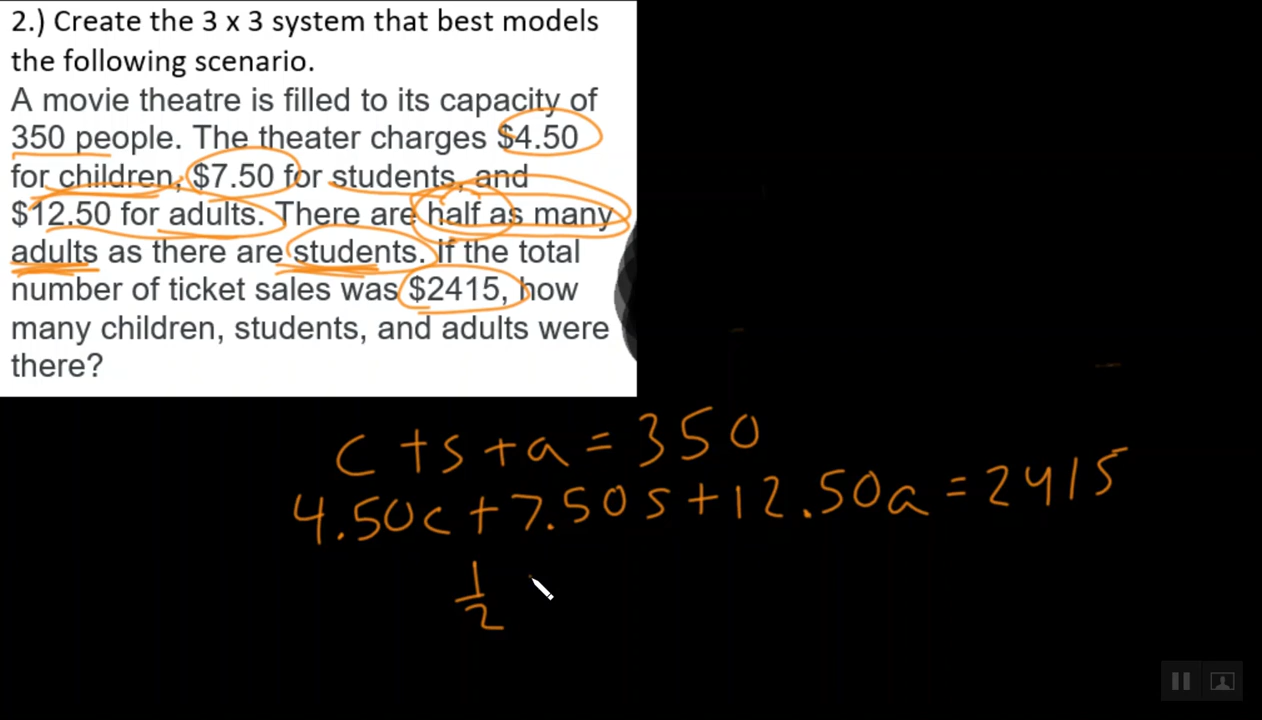 2.) Create the 3 x 3 system that best models
the following scenario.
A movie theatre is filled to its capacity of
350 people. The theater charges $4.50
for children, $7.50 for students, and
$12.50 for adults. There are half as many
adults as there are students. If the total
number of ticket sales was $2415, how
many children, students, and adults were
there?
c + s + a = 350
4.50c + 7.50s + 12.50a = 2415
1/2